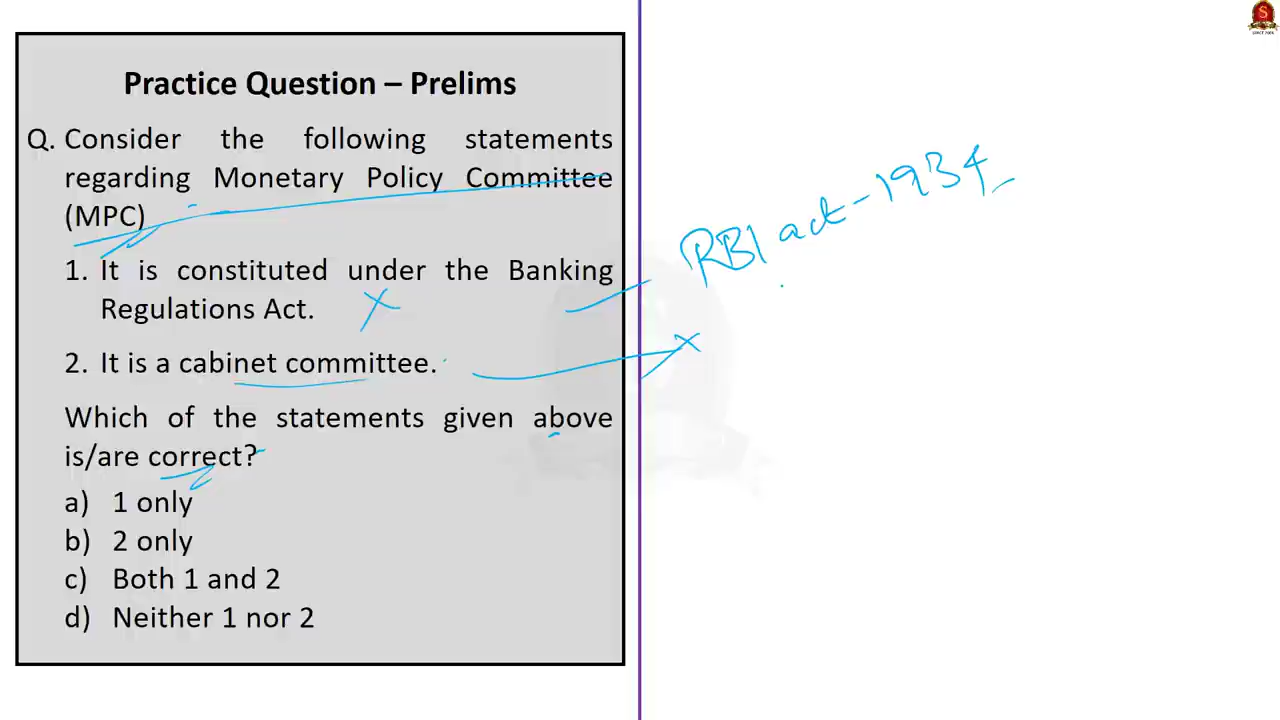 Practice Question – Prelims
Q. Consider the following statements
regarding Monetary Policy Committee
(MPC)
1. It is constituted under the Banking
Regulations Act.
2. It is a cabinet committee.
Which of the statements given above
is/are correct?
a) 1 only
b) 2 only
c) Both 1 and 2
d) Neither 1 nor 2
RBI act-1934